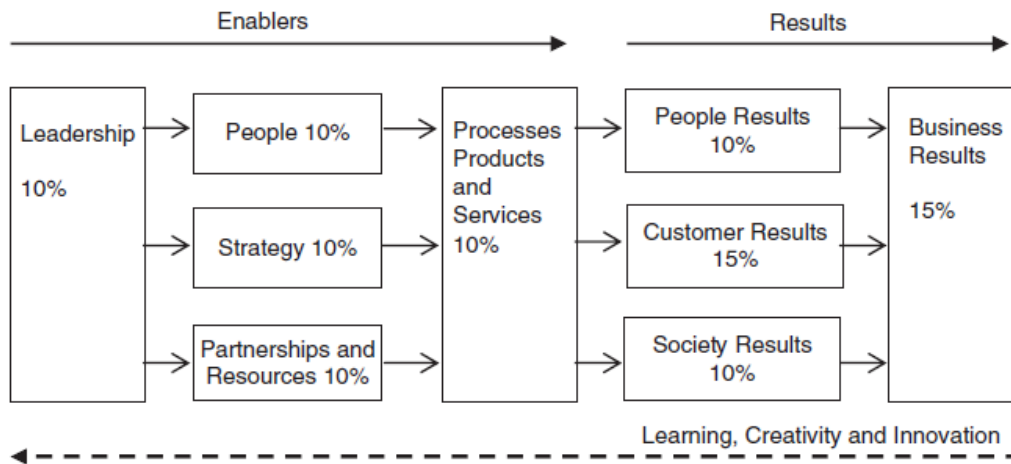 Enablers
Results
Leadership
10%
People 10%
Strategy 10%
Partnerships and
Resources 10%
Processes
Products
and
Services
10%
People Results
10%
Customer Results
15%
Society Results
10%
Business
Results
15%
Learning, Creativity and Innovation